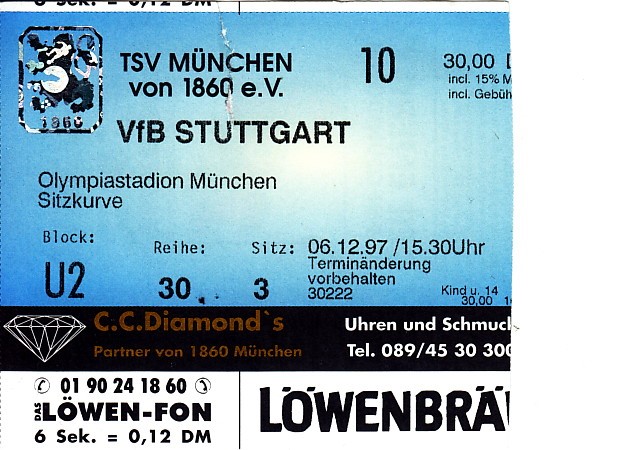 6 Sek. = 0,12 DM
TSV MÜNCHEN
von 1860 e.V.
10
30,00
incl. 15%
incl. Gebüh
1860
VfB STUTTGART
Olympiastadion München
Sitzkurve
Block: Reihe: Sitz: 06.12.97 /15.30Uhr
Terminänderung
vorbehalten
U2 30 3 30222
Kind u. 14
30,00
C.C.Diamond`s
Uhren und Schmuck
Partner von 1860 München
Tel. 089/45 30 300
01 90 24 18 60
DAS LÖWEN-FON
6 Sek. = 0,12 DM
LÖWENBRÄU